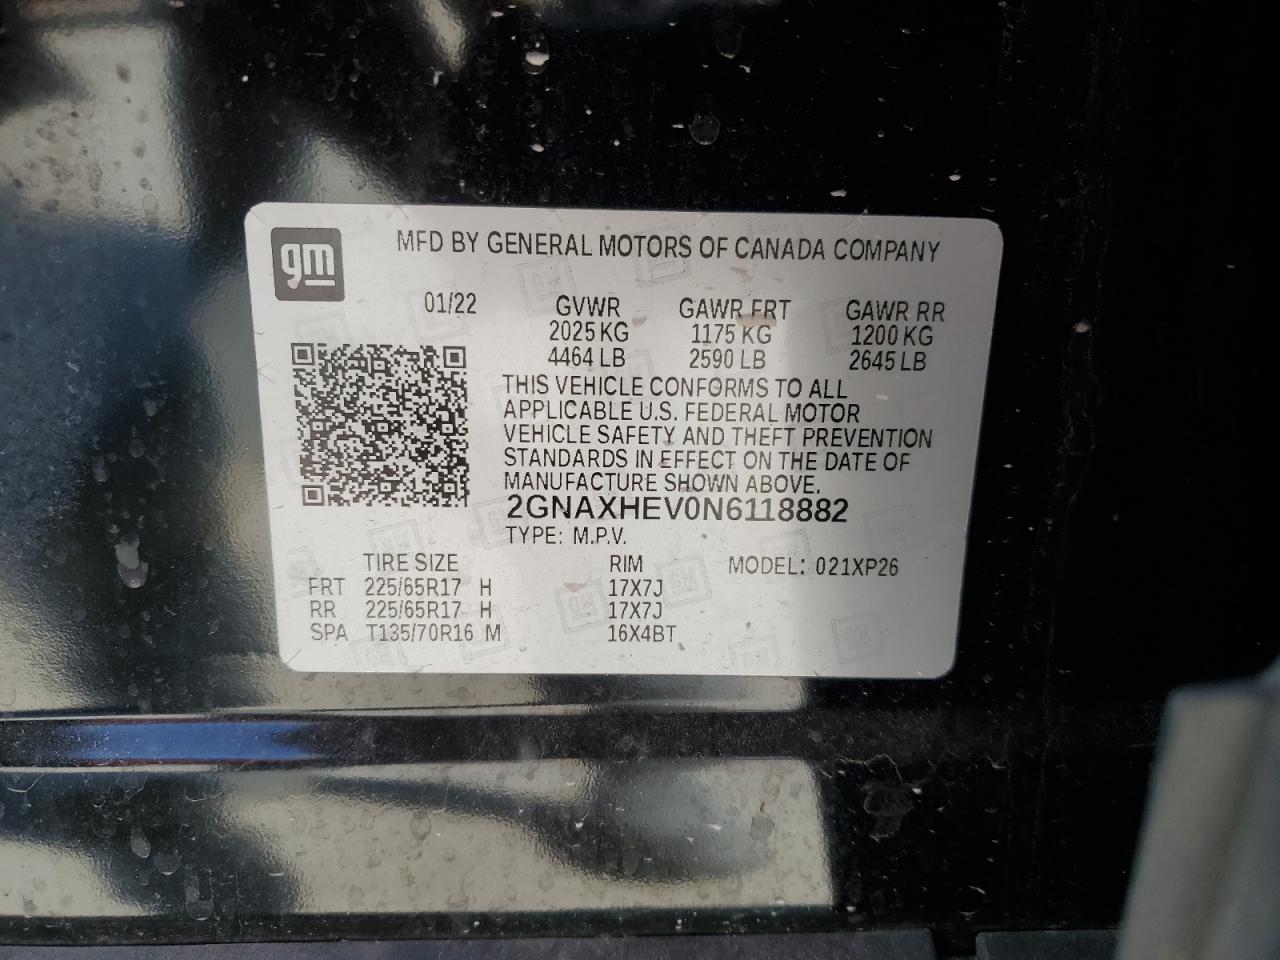 gm
MFD BY GENERAL MOTORS OF CANADA COMPANY
01/22 GVWR GAWR FRT GAWR RR
2025 KG 1175 KG 1200 KG
4464 LB 2590 LB 2645 LB
THIS VEHICLE CONFORMS TO ALL
APPLICABLE U.S. FEDERAL MOTOR
VEHICLE SAFETY AND THEFT PREVENTION
STANDARDS IN EFFECT ON THE DATE OF
MANUFACTURE SHOWN ABOVE.
2GNAXHEV0N6118882
TYPE: M.P.V.
TIRE SIZE RIM MODEL: 021XP26
FRT 225/65R17 H 17X7J
RR 225/65R17 H 17X7J
SPA T135/70R16 M 16X4BT